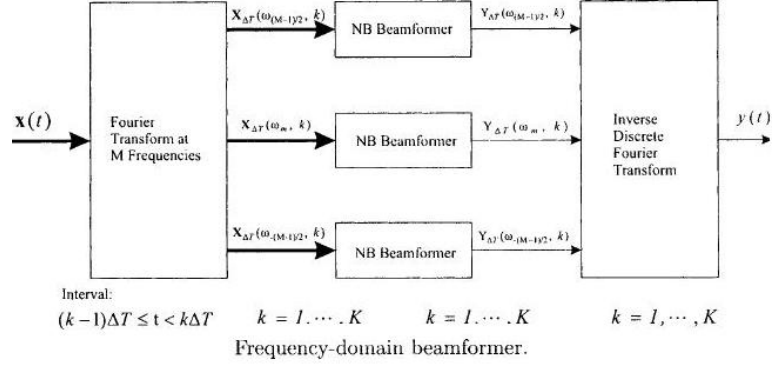 X_ΔT(ω_(M-1)/2, k)
Y_ΔT(ω_(M-1)/2, k)
NB Beamformer
x(t)
Fourier
Transform at
M Frequencies
X_ΔT(ω_m, k)
NB Beamformer
Y_ΔT(ω_m, k)
Inverse
Discrete
Fourier
Transform
y(t)
X_ΔT(ω_-(M-1)/2, k)
NB Beamformer
Y_ΔT(ω_-(M-1)/2, k)
Interval:
(k-1)ΔT ≤ t < kΔT
k = 1. ⋯ . K
k = 1. ⋯ . K
k = 1, ⋯ , K
Frequency-domain beamformer.